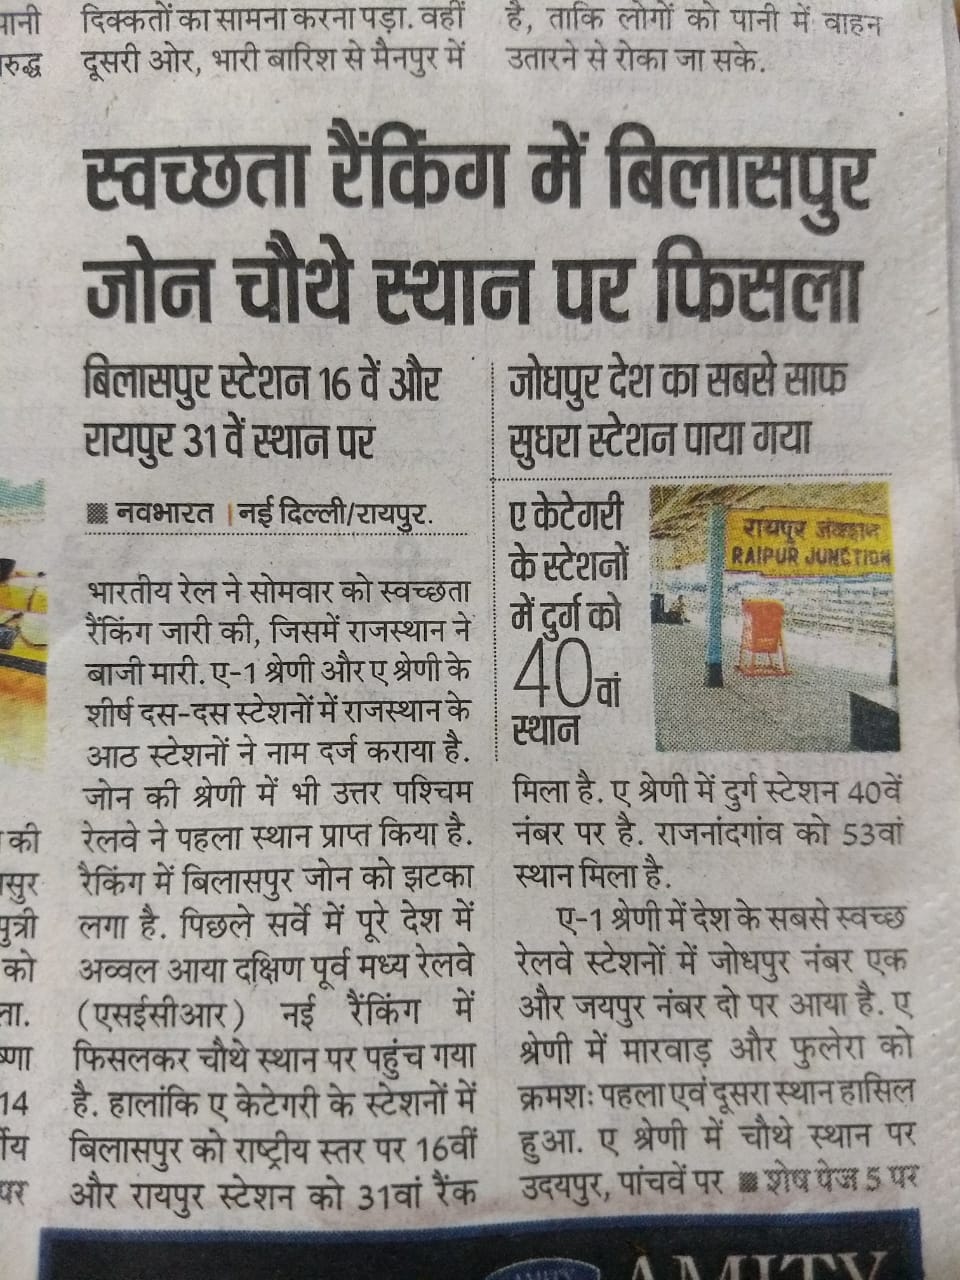 दिक्कतों का सामना करना पड़ा. वहीं
दूसरी ओर, भारी बारिश से मैनपुर में
है, ताकि लोगों को पानी में वाहन
उतारने से रोका जा सके.
स्वच्छता रैंकिंग में बिलासपुर
जोन चौथे स्थान पर फिसला
बिलासपुर स्टेशन 16 वें और
रायपुर 31 वें स्थान पर
जोधपुर देश का सबसे साफ
सुधरा स्टेशन पाया गया
नवभारत | नई दिल्ली/रायपुर.
भारतीय रेल ने सोमवार को स्वच्छता
रैंकिंग जारी की, जिसमें राजस्थान ने
बाजी मारी. ए-1 श्रेणी और ए श्रेणी के
शीर्ष दस-दस स्टेशनों में राजस्थान के
आठ स्टेशनों ने नाम दर्ज कराया है.
जोन की श्रेणी में भी उत्तर पश्चिम
रेलवे ने पहला स्थान प्राप्त किया है.
रैकिंग में बिलासपुर जोन को झटका
लगा है. पिछले सर्वे में पूरे देश में
अव्वल आया दक्षिण पूर्व मध्य रेलवे
(एसईसीआर) नई रैंकिंग में
फिसलकर चौथे स्थान पर पहुंच गया
है. हालांकि ए केटेगरी के स्टेशनों में
बिलासपुर को राष्ट्रीय स्तर पर 16वीं
और रायपुर स्टेशन को 31वां रैंक
ए केटेगरी
के स्टेशनों
में दुर्ग को
40वां
स्थान
रायपुर जंक्शन
RAIPUR JUNCTION
मिला है. ए श्रेणी में दुर्ग स्टेशन 40वें
नंबर पर है. राजनांदगांव को 53वां
स्थान मिला है.
ए-1 श्रेणी में देश के सबसे स्वच्छ
रेलवे स्टेशनों में जोधपुर नंबर एक
और जयपुर नंबर दो पर आया है. ए
श्रेणी में मारवाड़ और फुलेरा को
क्रमशः पहला एवं दूसरा स्थान हासिल
हुआ. ए श्रेणी में चौथे स्थान पर
उदयपुर, पांचवें पर ■ शेष पेज 5 पर
की
पुत्री
को
14
पर
AMITY
AMITY